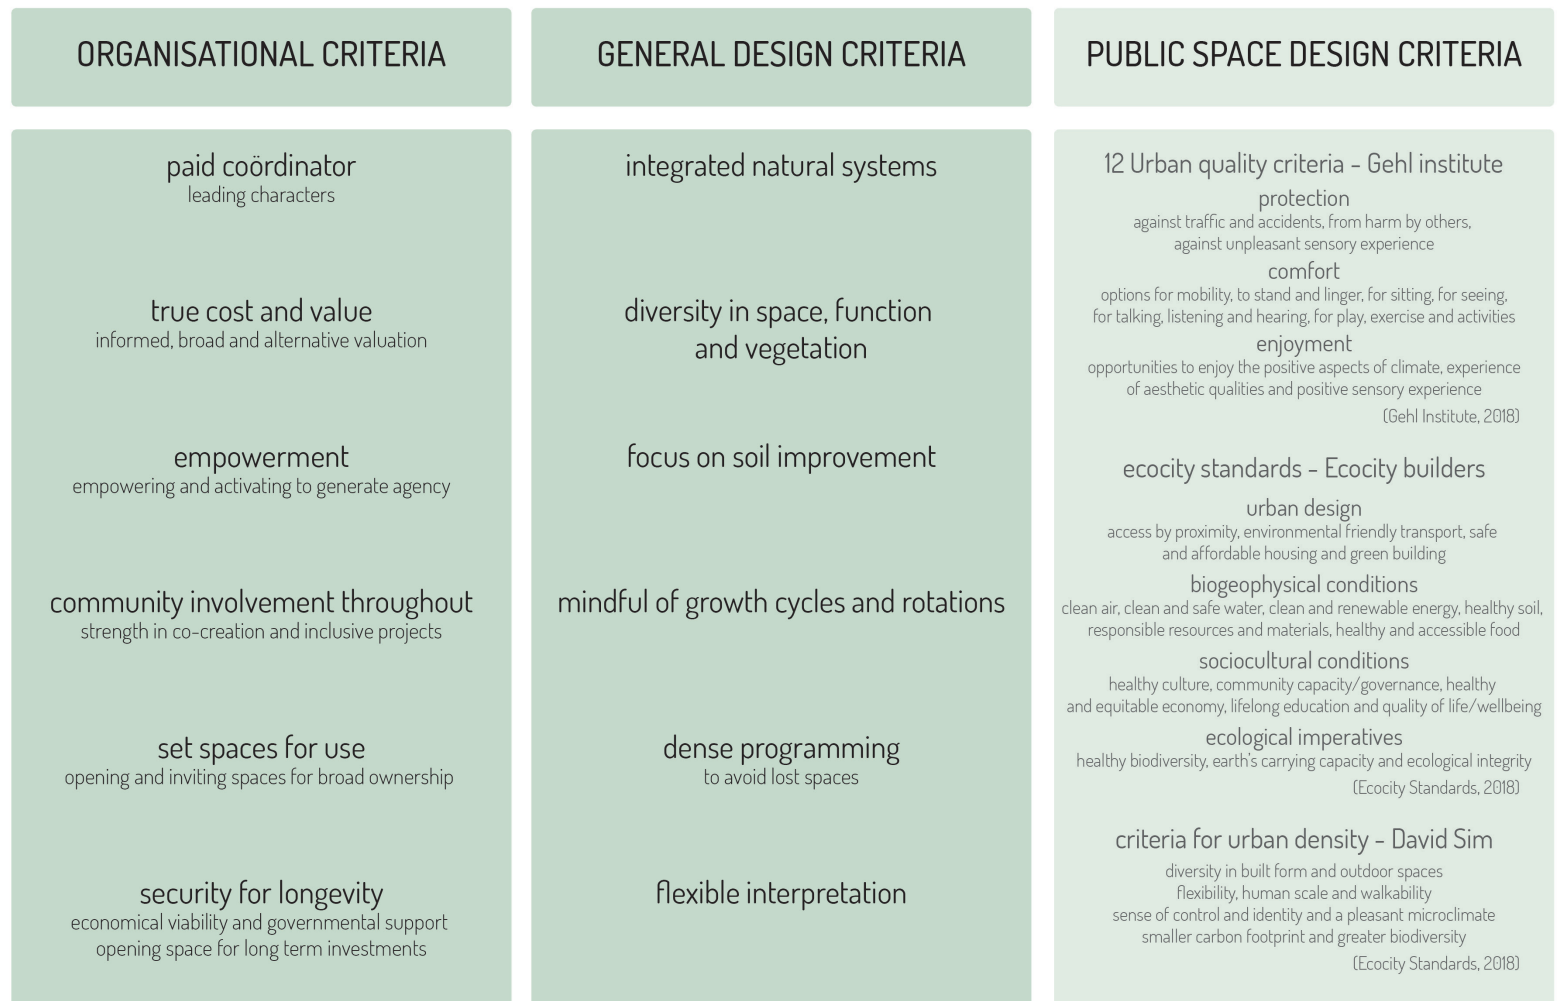 ORGANISATIONAL CRITERIA
paid coördinator
leading characters
true cost and value
informed, broad and alternative valuation
empowerment
empowering and activating to generate agency
community involvement throughout
strength in co-creation and inclusive projects
set spaces for use
opening and inviting spaces for broad ownership
security for longevity
economical viability and governmental support
opening space for long term investments
GENERAL DESIGN CRITERIA
integrated natural systems
diversity in space, function
and vegetation
focus on soil improvement
mindful of growth cycles and rotations
dense programming
to avoid lost spaces
flexible interpretation
PUBLIC SPACE DESIGN CRITERIA
12 Urban quality criteria - Gehl institute
protection
against traffic and accidents, from harm by others,
against unpleasant sensory experience
comfort
options for mobility, to stand and linger, for sitting, for seeing,
for talking, listening and hearing, for play, exercise and activities
enjoyment
opportunities to enjoy the positive aspects of climate, experience
of aesthetic qualities and positive sensory experience
(Gehl Institute, 2018)
ecocity standards - Ecocity builders
urban design
access by proximity, environmental friendly transport, safe
and affordable housing and green building
biogeophysical conditions
clean air, clean and safe water, clean and renewable energy, healthy soil,
responsible resources and materials, healthy and accessible food
sociocultural conditions
healthy culture, community capacity/governance, healthy
and equitable economy, lifelong education and quality of life/wellbeing
ecological imperatives
healthy biodiversity, earth's carrying capacity and ecological integrity
(Ecocity Standards, 2018)
criteria for urban density - David Sim
diversity in built form and outdoor spaces
flexibility, human scale and walkability
sense of control and identity and a pleasant microclimate
smaller carbon footprint and greater biodiversity
(Ecocity Standards, 2018)